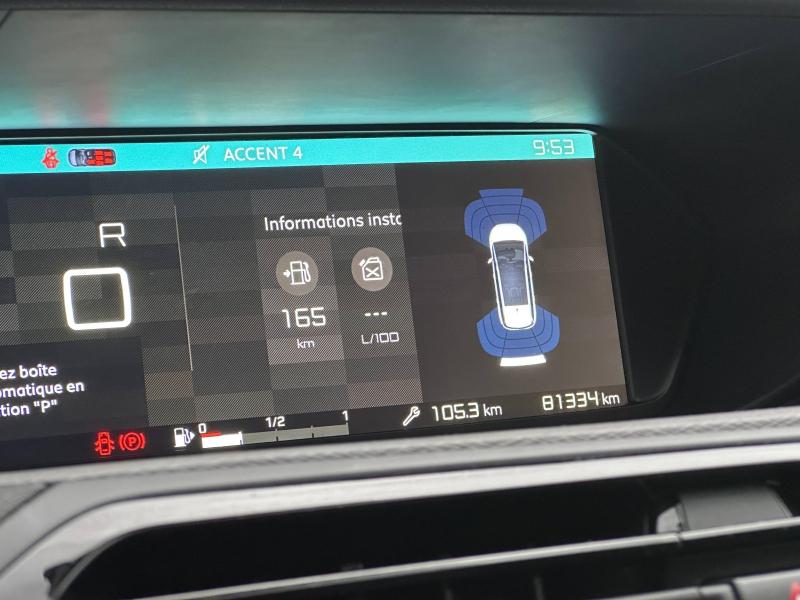 ACCENT 4
9:53
R
Informations insta
165
km
---
L/100
ez boîte
omatique en
tion "P"
P
0
1/2
1
105.3 km
81334 km